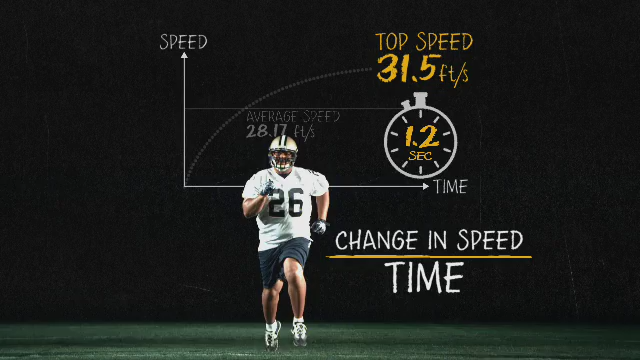 SPEED
TOP SPEED
31.5 ft/s
AVERAGE SPEED
28.17 ft/s
1.2
SEC
TIME
26
CHANGE IN SPEED
TIME